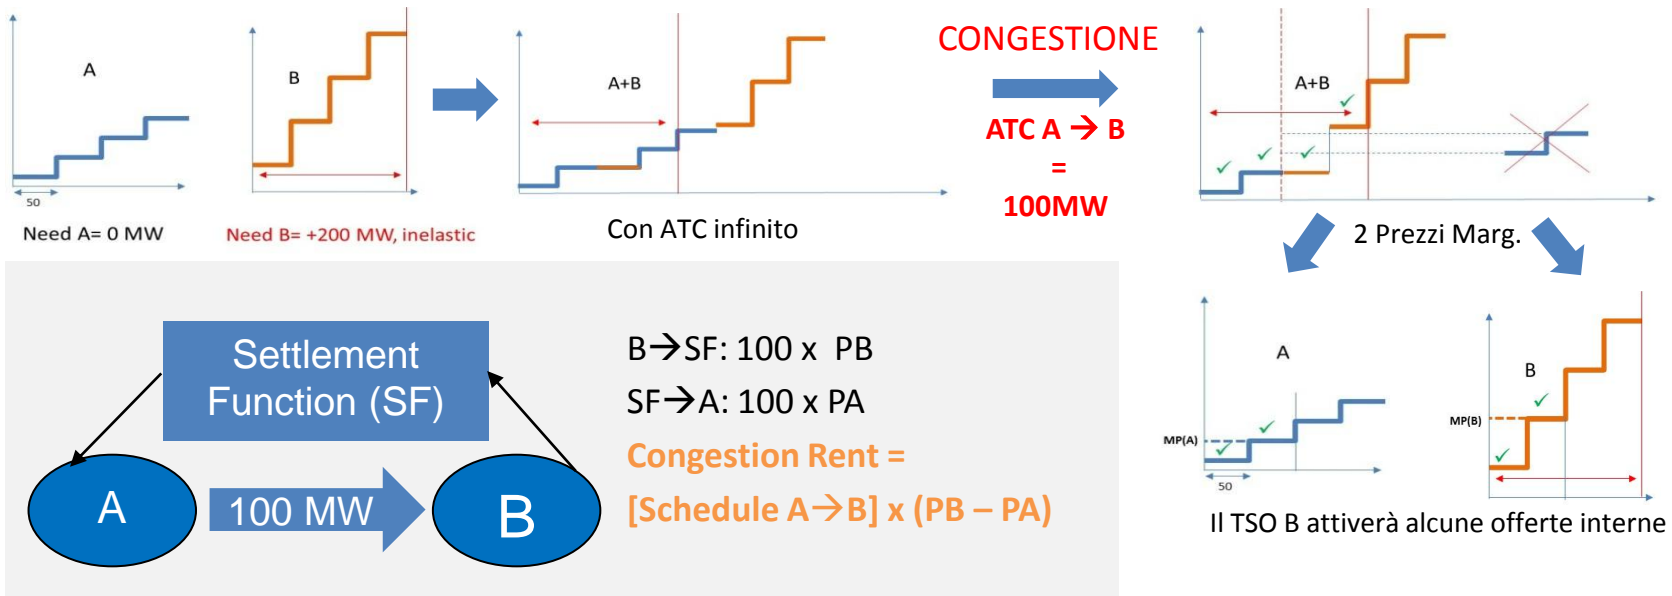 A
50
Need A= 0 MW
B
Need B= +200 MW, inelastic
A+B
Con ATC infinito
CONGESTIONE
ATC A → B
=
100MW
A+B
2 Prezzi Marg.
Settlement
Function (SF)
A
100 MW
B
B→SF: 100 x PB
SF→A: 100 x PA
Congestion Rent =
[Schedule A→B] x (PB – PA)
A
MP(A)
50
B
MP(B)
Il TSO B attiverà alcune offerte interne